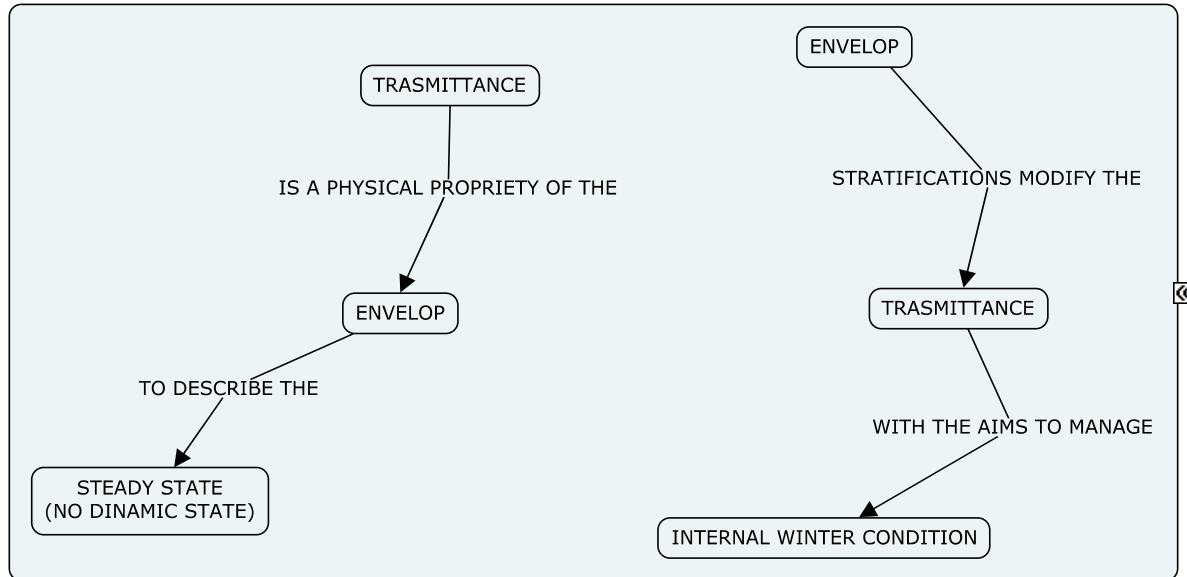 TRASMITTANCE
IS A PHYSICAL PROPRIETY OF THE
ENVELOP
TO DESCRIBE THE
STEADY STATE
(NO DINAMIC STATE)
ENVELOP
STRATIFICATIONS MODIFY THE
TRASMITTANCE
WITH THE AIMS TO MANAGE
INTERNAL WINTER CONDITION